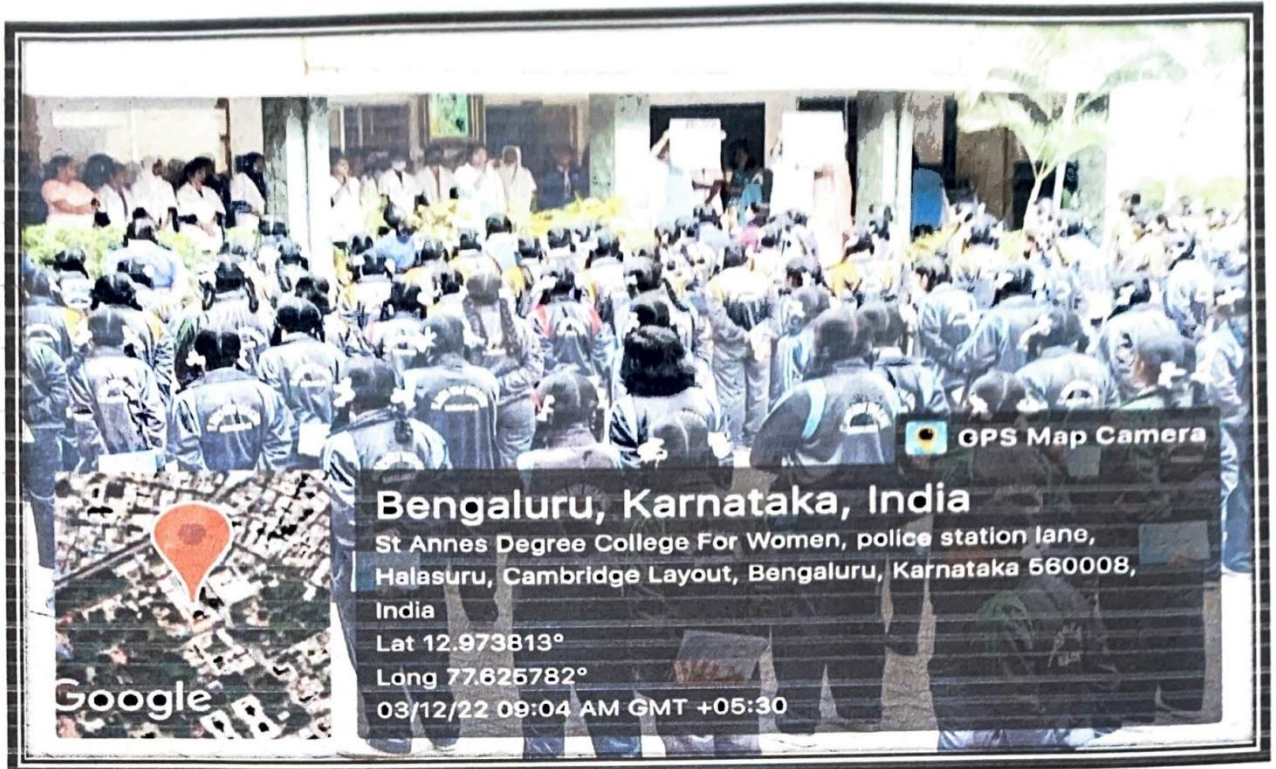 GPS Map Camera
Bengaluru, Karnataka, India
St Annes Degree College For Women, police station lane,
Halasuru, Cambridge Layout, Bengaluru, Karnataka 560008,
India
Lat 12.973813°
Long 77.625782°
03/12/22 09:04 AM GMT +05:30
Google